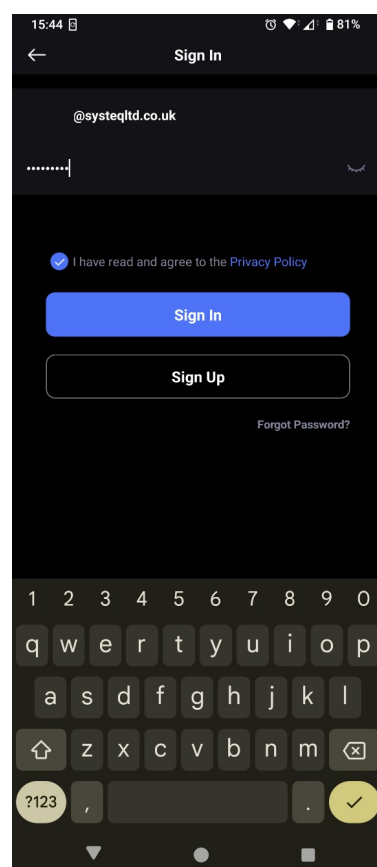 15:44 81%
Sign In
@systeqltd.co.uk
•••••••••
I have read and agree to the Privacy Policy
Sign In
Sign Up
Forgot Password?
1 2 3 4 5 6 7 8 9 0
q w e r t y u i o p
a s d f g h j k l
z x c v b n m
?123 , .